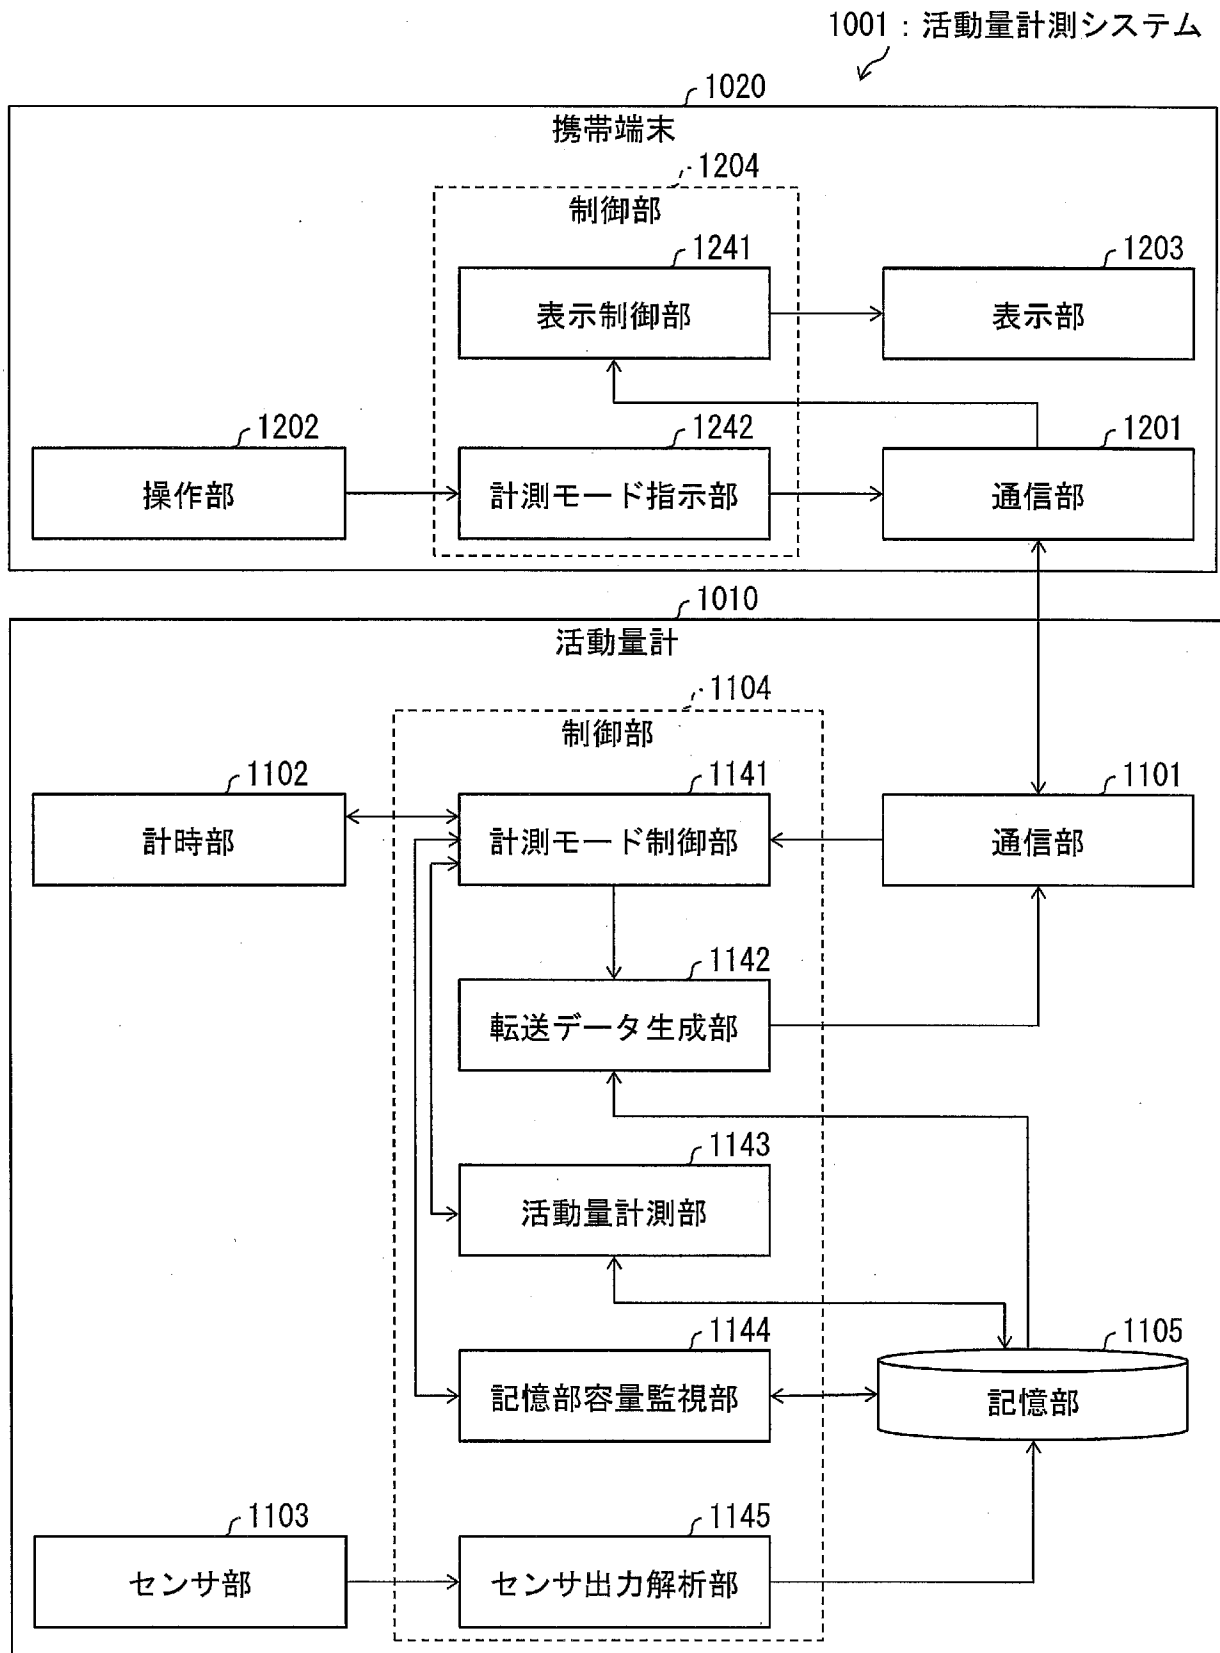 1001：活動量計測システム
1020
携帯端末
1204
制御部
1241
表示制御部
1203
表示部
1202
操作部
1242
計測モード指示部
1201
通信部
1010
活動量計
1104
制御部
1102
計時部
1141
計測モード制御部
1101
通信部
1142
転送データ生成部
1143
活動量計測部
1144
記憶部容量監視部
1105
記憶部
1103
センサ部
1145
センサ出力解析部